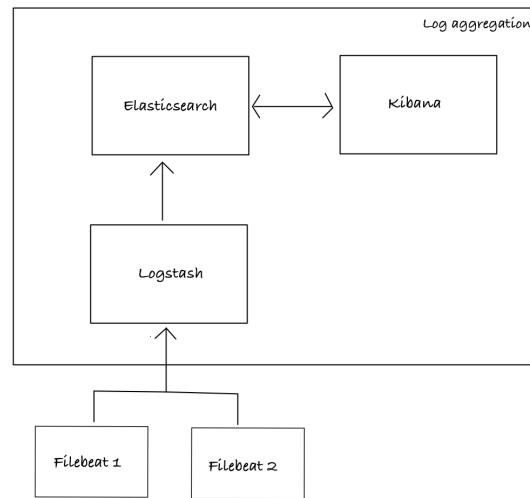 Log aggregation
Elasticsearch
Kibana
Logstash
Filebeat 1
Filebeat 2